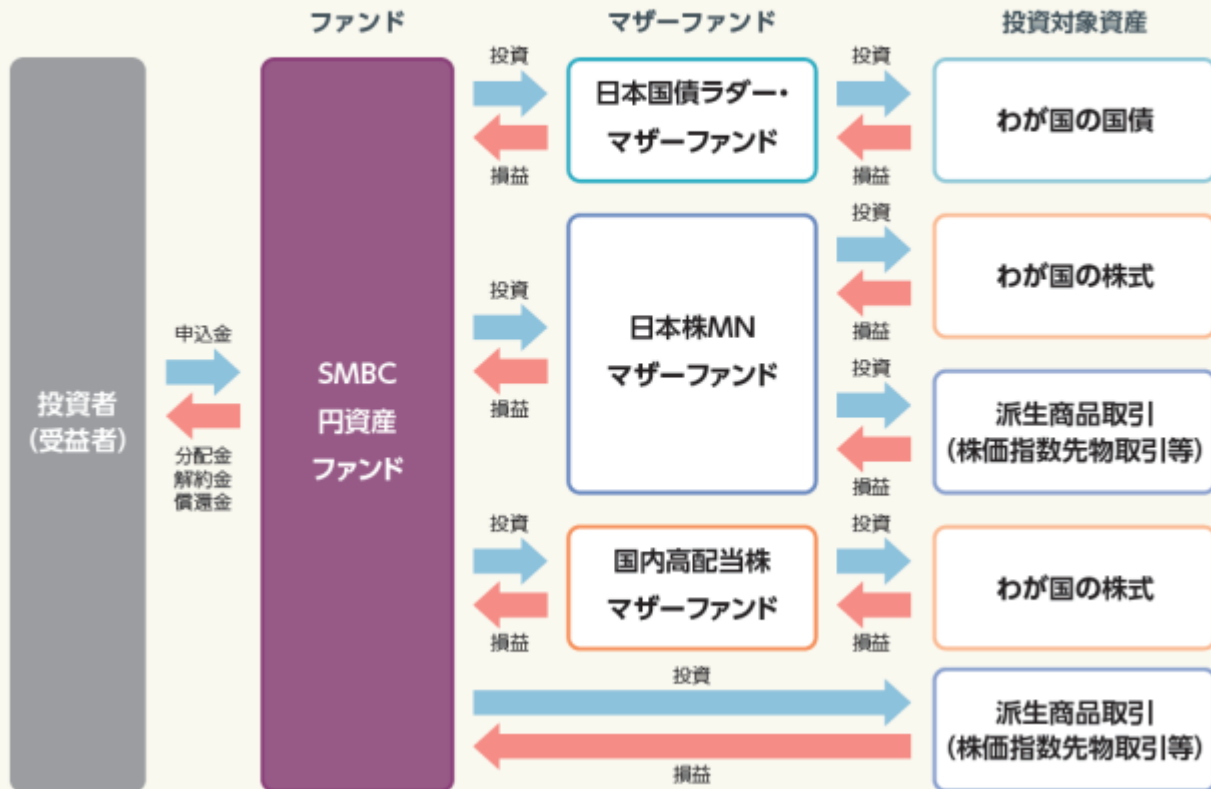 ファンド
マザーファンド
投資対象資産
投資者
(受益者)
申込金
分配金
解約金
償還金
SMBC
円資産
ファンド
投資
損益
日本国債ラダー・
マザーファンド
投資
損益
わが国の国債
投資
損益
日本株MN
マザーファンド
投資
損益
わが国の株式
投資
損益
派生商品取引
(株価指数先物取引等)
投資
損益
国内高配当株
マザーファンド
投資
損益
わが国の株式
投資
損益
派生商品取引
(株価指数先物取引等)